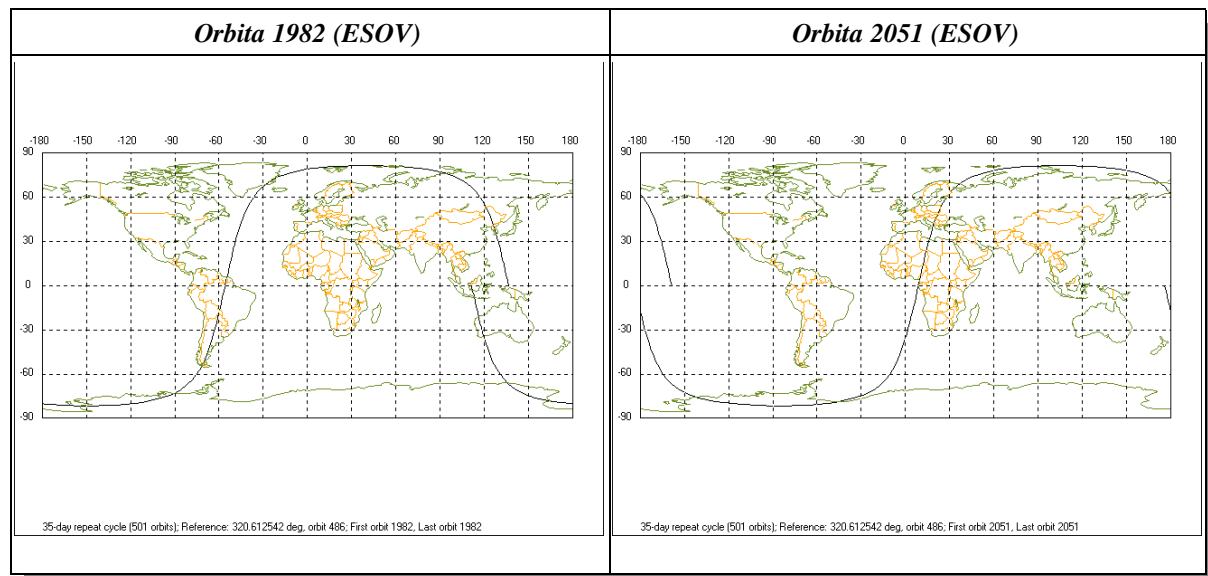 Orbita 1982 (ESOV)
-180 -150 -120 -90 -60 -30 0 30 60 90 120 150 180
90
60
30
0
-30
-60
-90
35-day repeat cycle (501 orbits); Reference: 320.612542 deg, orbit 486; First orbit 1982, Last orbit 1982
Orbita 2051 (ESOV)
-180 -150 -120 -90 -60 -30 0 30 60 90 120 150 180
90
60
30
0
-30
-60
-90
35-day repeat cycle (501 orbits); Reference: 320.612542 deg, orbit 486; First orbit 2051, Last orbit 2051